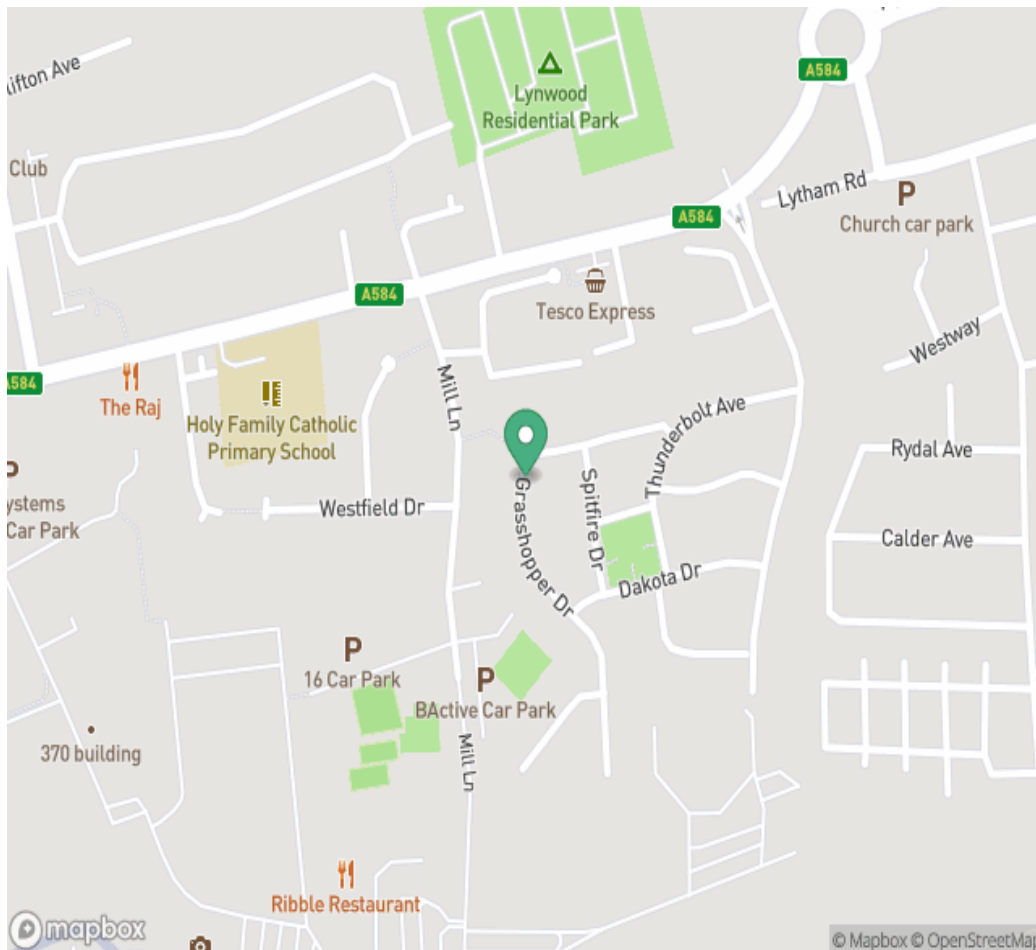 lifton Ave
A584
Lynwood
Residential Park
Club
Lytham Rd
P
Church car park
A584
A584
Tesco Express
Westway
A584
The Raj
Mill Ln
Holy Family Catholic
Primary School
Thunderbolt Ave
Rydal Ave
P
ystems
Car Park
Westfield Dr
Grasshopper Dr
Spitfire Dr
Calder Ave
Dakota Dr
P
16 Car Park
P
BActive Car Park
370 building
Mill Ln
Ribble Restaurant
mapbox
© Mapbox © OpenStreetMa